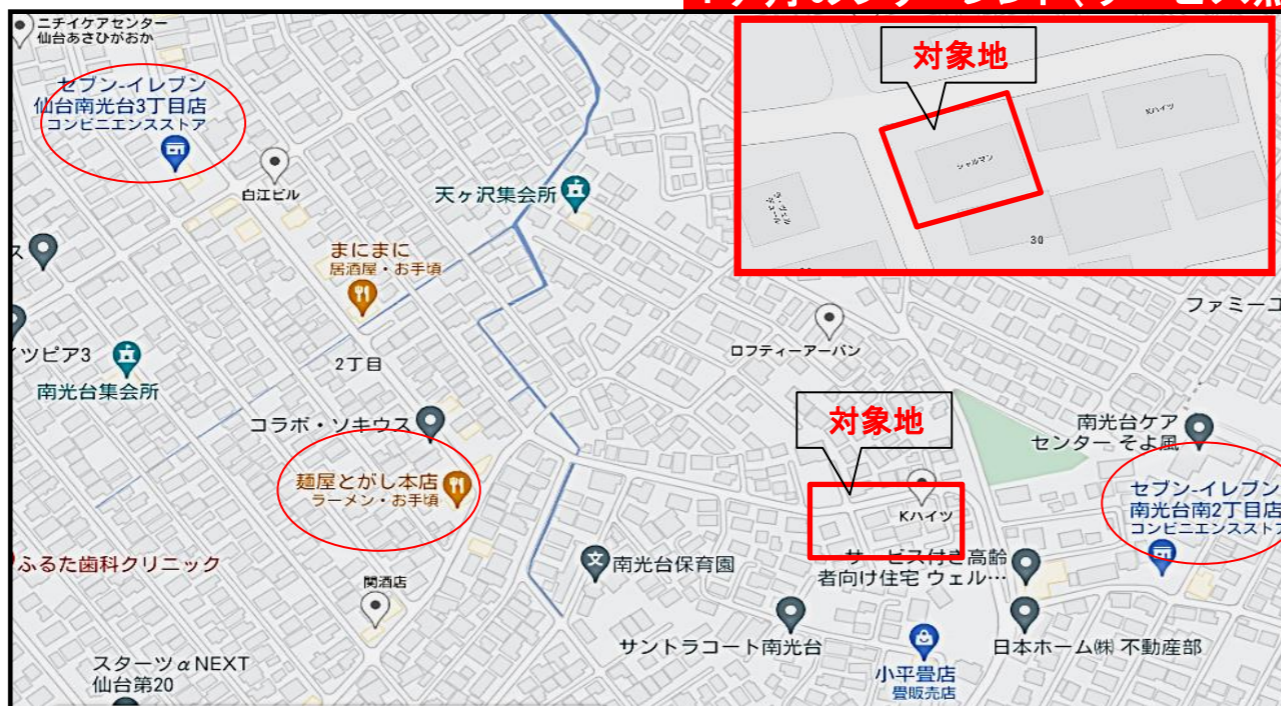 ニチイケアセンター
仙台あさひがおか
セブン-イレブン
仙台南光台3丁目店
コンビニエンスストア
白江ビル
天ヶ沢集会所
対象地
Kハイツ
シャルマン
30
まにまに
居酒屋・お手頃
ス
ファミーユ
イツピア3
2丁目
南光台集会所
ロフティーアーバン
コラボ・ソキウス
対象地
南光台ケア
センター そよ風
麺屋とがし本店
ラーメン・お手頃
Kハイツ
セブン-イレブン
南光台南2丁目店
コンビニエンススト
ふるた歯科クリニック
関酒店
南光台保育園
サービス付き高齢
者向け住宅 ウェル…
サントラコート南光台
小平畳店
畳販売店
日本ホーム㈱ 不動産部
スターツαNEXT
仙台第20